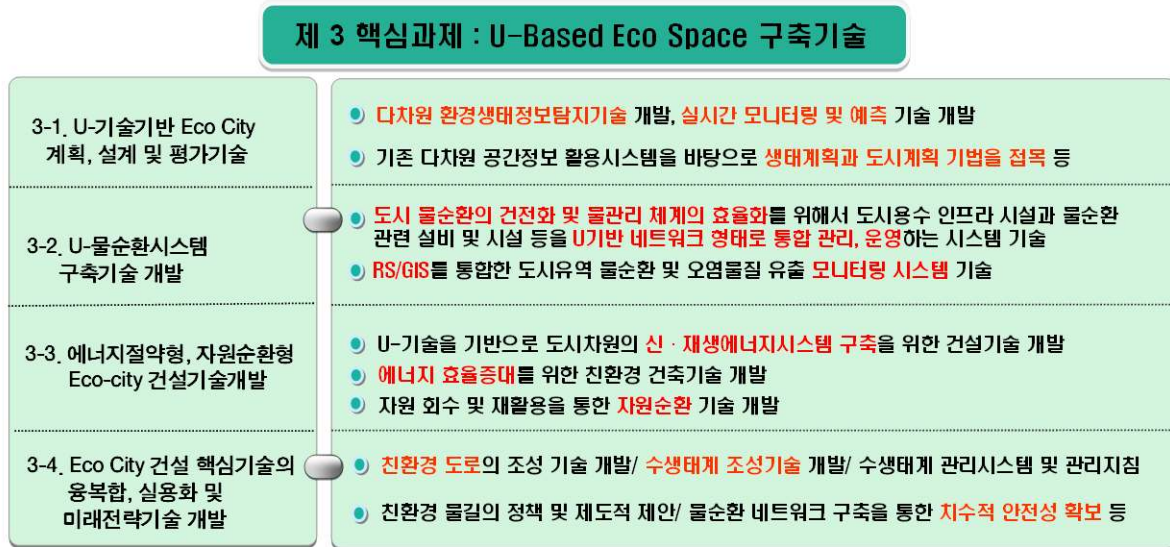 제 3 핵심과제 : U-Based Eco Space 구축기술
3-1. U-기술기반 Eco City
계획, 설계 및 평가기술
다차원 환경생태정보탐지기술 개발, 실시간 모니터링 및 예측 기술 개발
기존 다차원 공간정보 활용시스템을 바탕으로 생태계획과 도시계획 기법을 접목 등
3-2. U-물순환시스템
구축기술 개발
도시 물순환의 건전화 및 물관리 체계의 효율화를 위해서 도시용수 인프라 시설과 물순환
관련 설비 및 시설 등을 U기반 네트워크 형태로 통합 관리, 운영하는 시스템 기술
RS/GIS를 통합한 도시유역 물순환 및 오염물질 유출 모니터링 시스템 기술
3-3. 에너지절약형, 자원순환형
Eco-city 건설기술개발
U-기술을 기반으로 도시차원의 신·재생에너지시스템 구축을 위한 건설기술 개발
에너지 효율증대를 위한 친환경 건축기술 개발
자원 회수 및 재활용을 통한 자원순환 기술 개발
3-4. Eco City 건설 핵심기술의
융복합, 실용화 및
미래전략기술 개발
친환경 도로의 조성 기술 개발/ 수생태계 조성기술 개발/ 수생태계 관리시스템 및 관리지침
친환경 물길의 정책 및 제도적 제안/ 물순환 네트워크 구축을 통한 치수적 안전성 확보 등